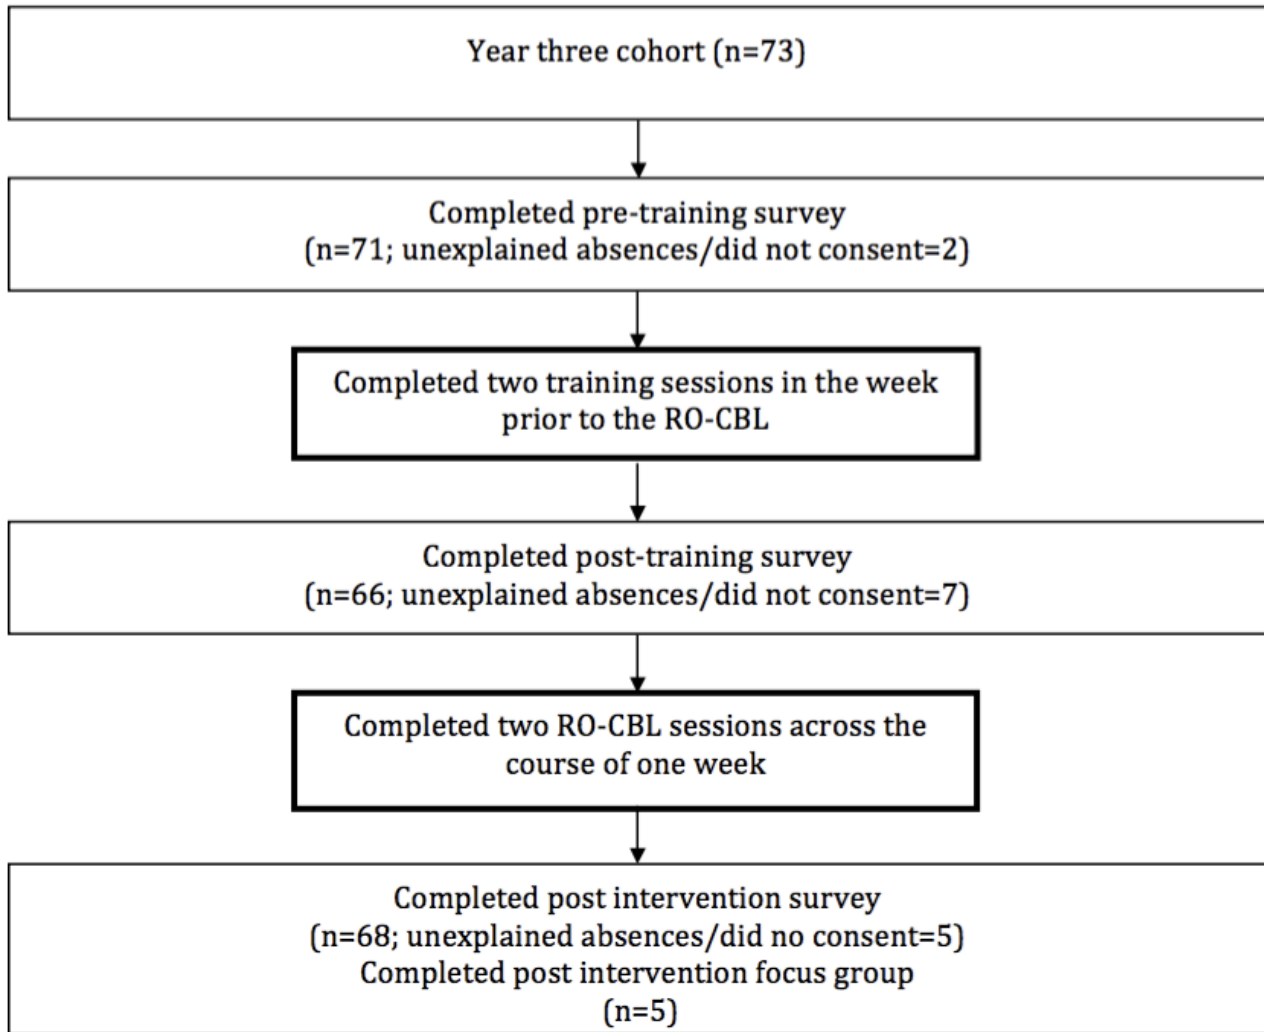 Year three cohort (n=73)
Completed pre-training survey
(n=71; unexplained absences/did not consent=2)
Completed two training sessions in the week
prior to the RO-CBL
Completed post-training survey
(n=66; unexplained absences/did not consent=7)
Completed two RO-CBL sessions across the
course of one week
Completed post intervention survey
(n=68; unexplained absences/did no consent=5)
Completed post intervention focus group
(n=5)